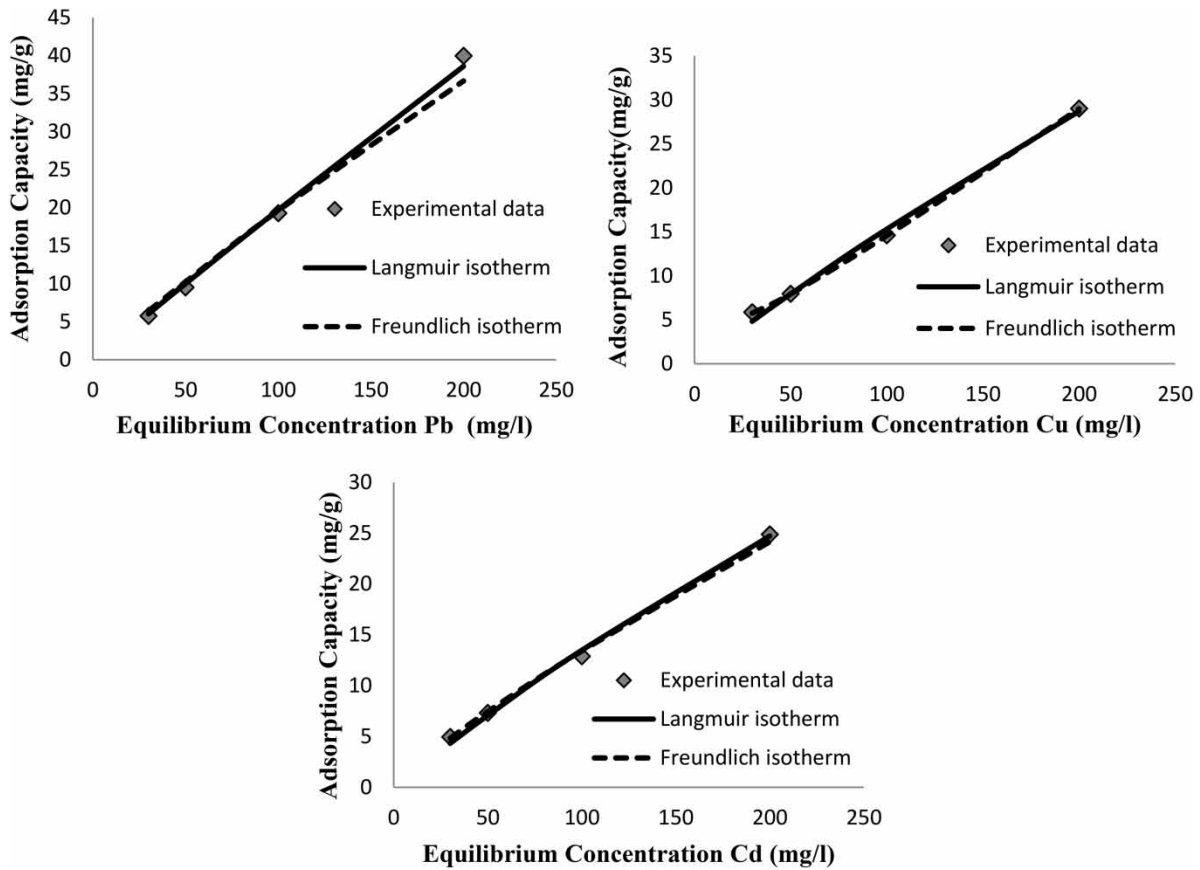 Adsorption Capacity (mg/g)
45
40
35
30
25
20
15
10
5
0
Experimental data
Langmuir isotherm
Freundlich isotherm
0 50 100 150 200 250
Equilibrium Concentration Pb (mg/l)
Adsorption Capacity(mg/g)
35
30
25
20
15
10
5
0
Experimental data
Langmuir isotherm
Freundlich isotherm
0 50 100 150 200 250
Equilibrium Concentration Cu (mg/l)
Adsorption Capacity (mg/g)
30
25
20
15
10
5
0
Experimental data
Langmuir isotherm
Freundlich isotherm
0 50 100 150 200 250
Equilibrium Concentration Cd (mg/l)